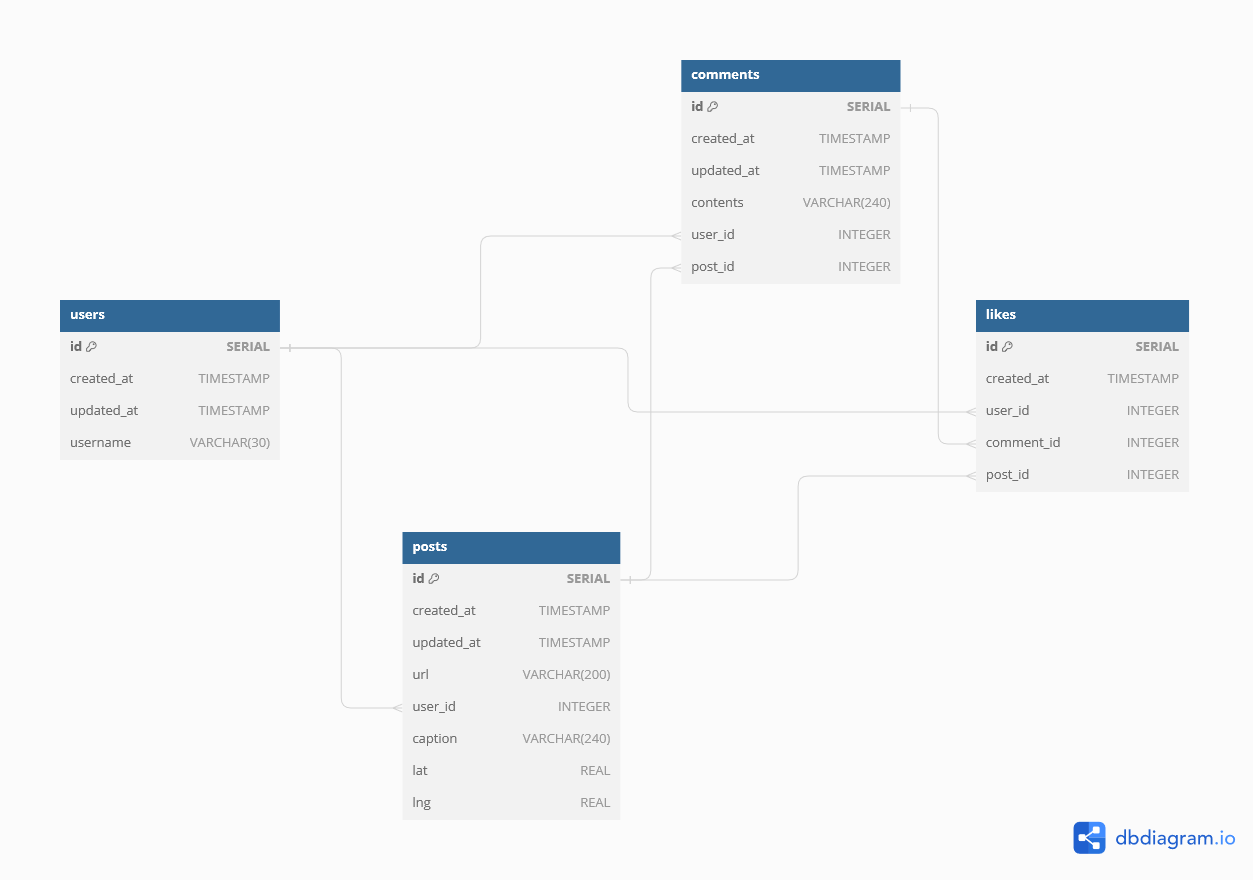 comments
id SERIAL
created_at TIMESTAMP
updated_at TIMESTAMP
contents VARCHAR(240)
user_id INTEGER
post_id INTEGER
users
id SERIAL
created_at TIMESTAMP
updated_at TIMESTAMP
username VARCHAR(30)
likes
id SERIAL
created_at TIMESTAMP
user_id INTEGER
comment_id INTEGER
post_id INTEGER
posts
id SERIAL
created_at TIMESTAMP
updated_at TIMESTAMP
url VARCHAR(200)
user_id INTEGER
caption VARCHAR(240)
lat REAL
lng REAL
dbdiagram.io